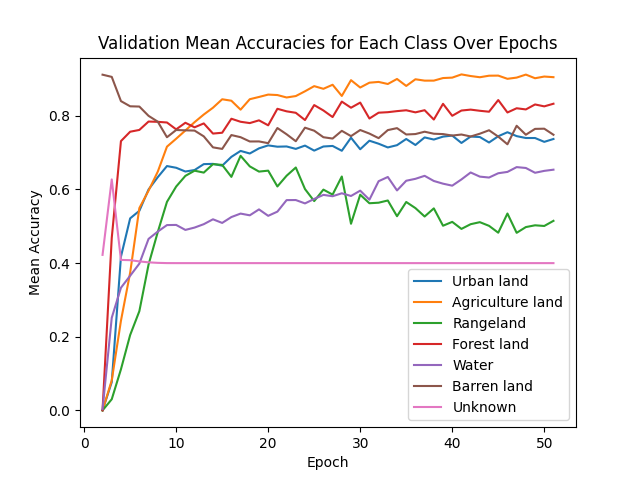 Validation Mean Accuracies for Each Class Over Epochs
Mean Accuracy
0.8
0.6
0.4
0.2
0.0
Urban land
Agriculture land
Rangeland
Forest land
Water
Barren land
Unknown
0
10
20
30
40
50
Epoch